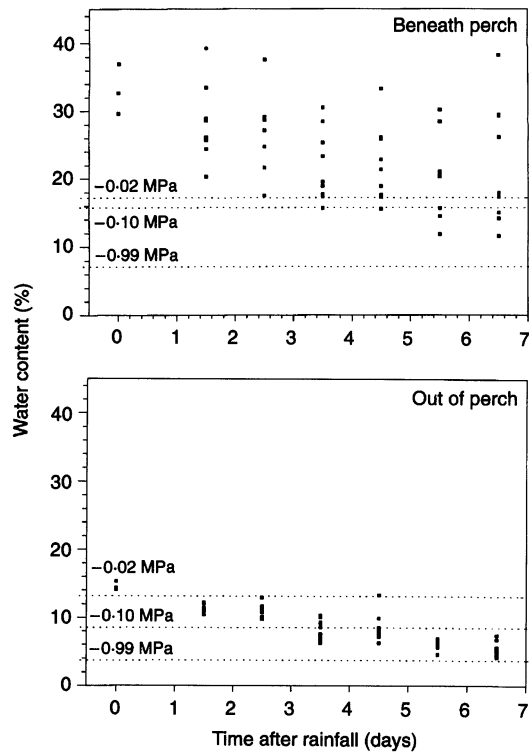 Beneath perch
40
30
20
10
0
−0·02 MPa
−0·10 MPa
−0·99 MPa
0 1 2 3 4 5 6 7
Water content (%)
Out of perch
40
30
20
10
0
−0·02 MPa
−0·10 MPa
−0·99 MPa
0 1 2 3 4 5 6 7
Time after rainfall (days)